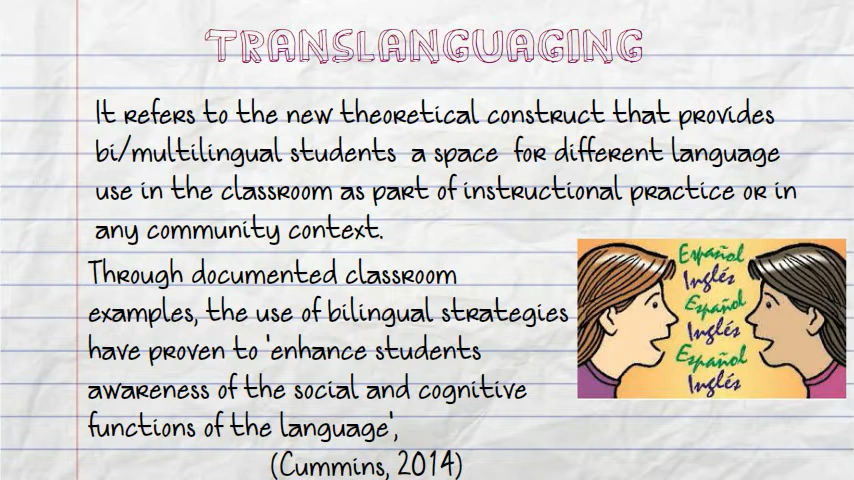 TRANSLANGUAGING
It refers to the new theoretical construct that provides
bi/multilingual students a space for different language
use in the classroom as part of instructional practice or in
any community context.
Through documented classroom
examples, the use of bilingual strategies
have proven to 'enhance students
awareness of the social and cognitive
functions of the language',
(Cummins, 2014)
Español
Inglés
Español
Inglés
Español
Inglés